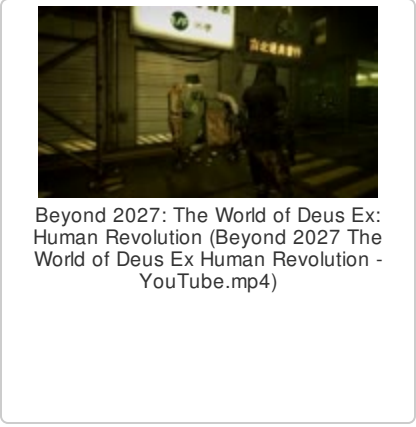 Beyond 2027: The World of Deus Ex:
Human Revolution (Beyond 2027 The
World of Deus Ex Human Revolution -
YouTube.mp4)